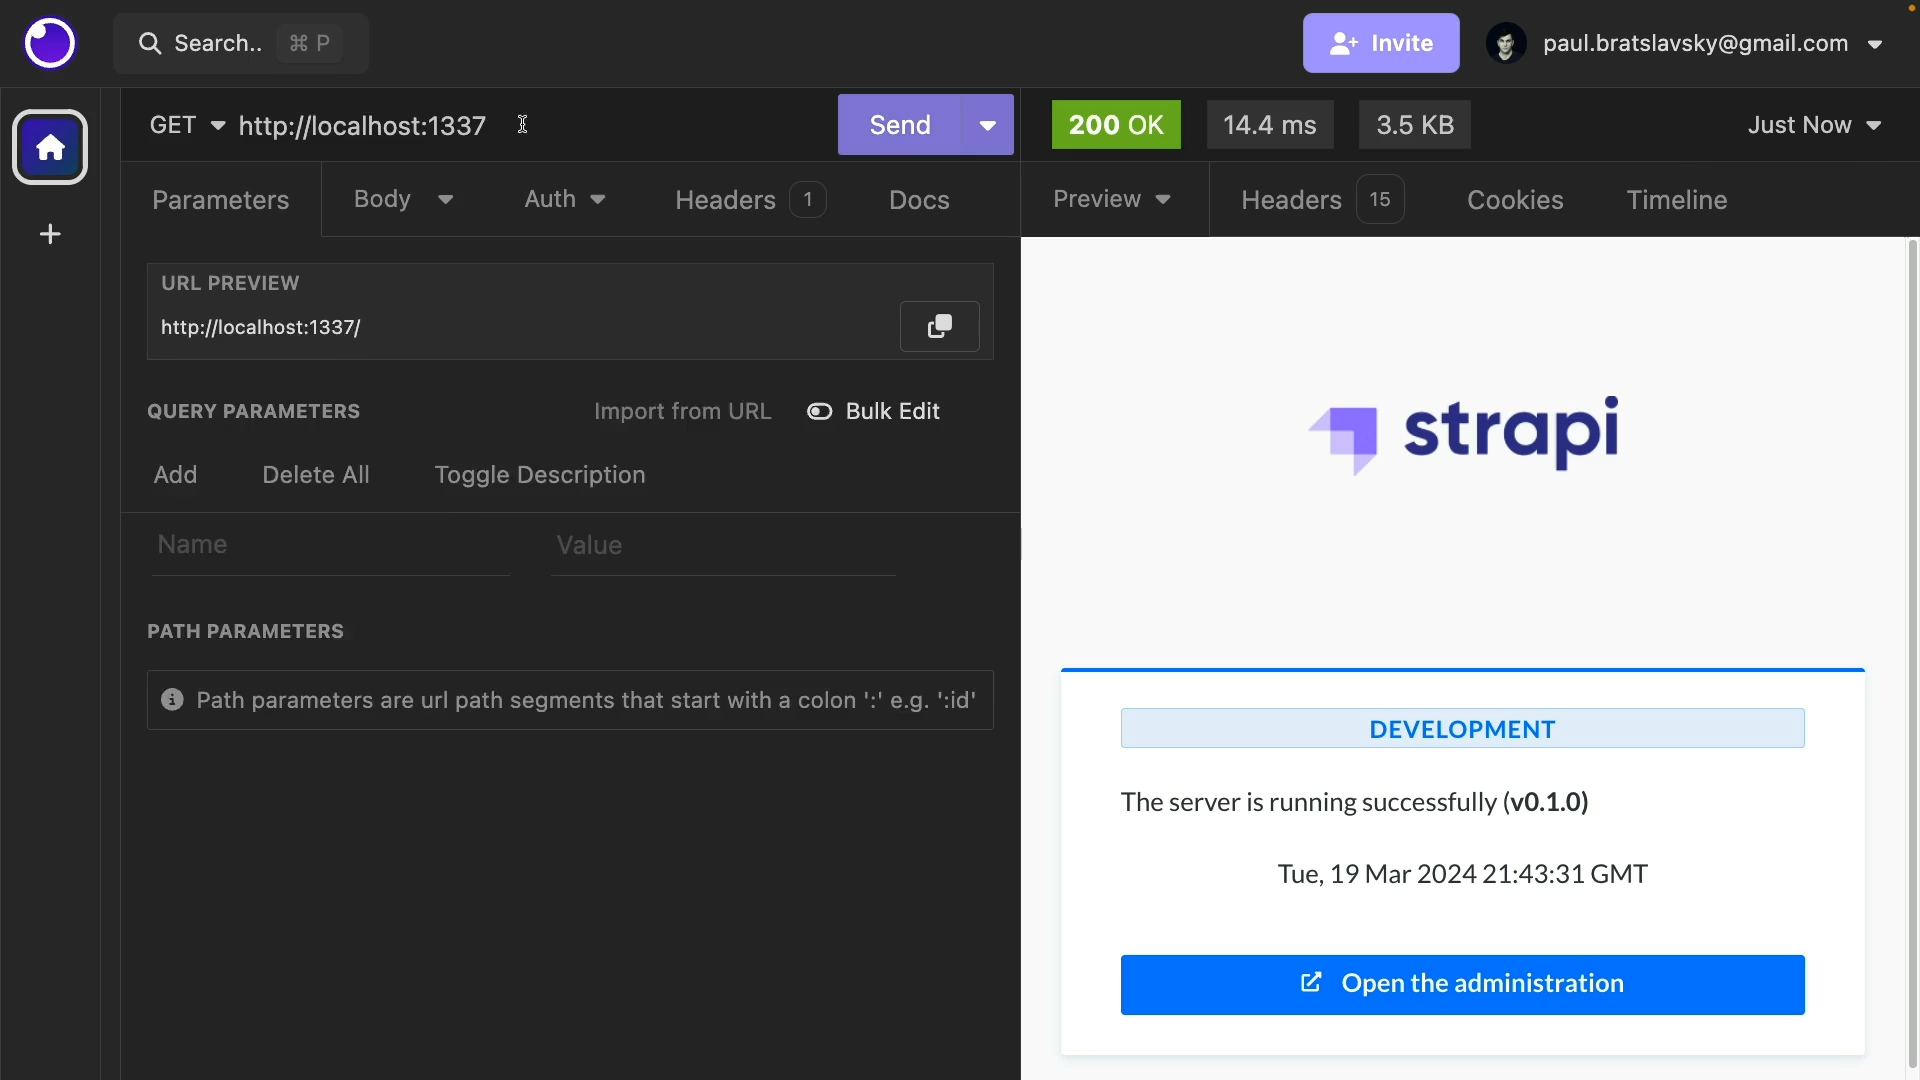 Search.. ⌘ P
Invite
paul.bratslavsky@gmail.com
GET http://localhost:1337
Send
200 OK
14.4 ms
3.5 KB
Just Now
Parameters
Body
Auth
Headers 1
Docs
Preview
Headers 15
Cookies
Timeline
URL PREVIEW
http://localhost:1337/
QUERY PARAMETERS
Import from URL
Bulk Edit
Add
Delete All
Toggle Description
Name
Value
PATH PARAMETERS
Path parameters are url path segments that start with a colon ':' e.g. ':id'
strapi
DEVELOPMENT
The server is running successfully (v0.1.0)
Tue, 19 Mar 2024 21:43:31 GMT
Open the administration